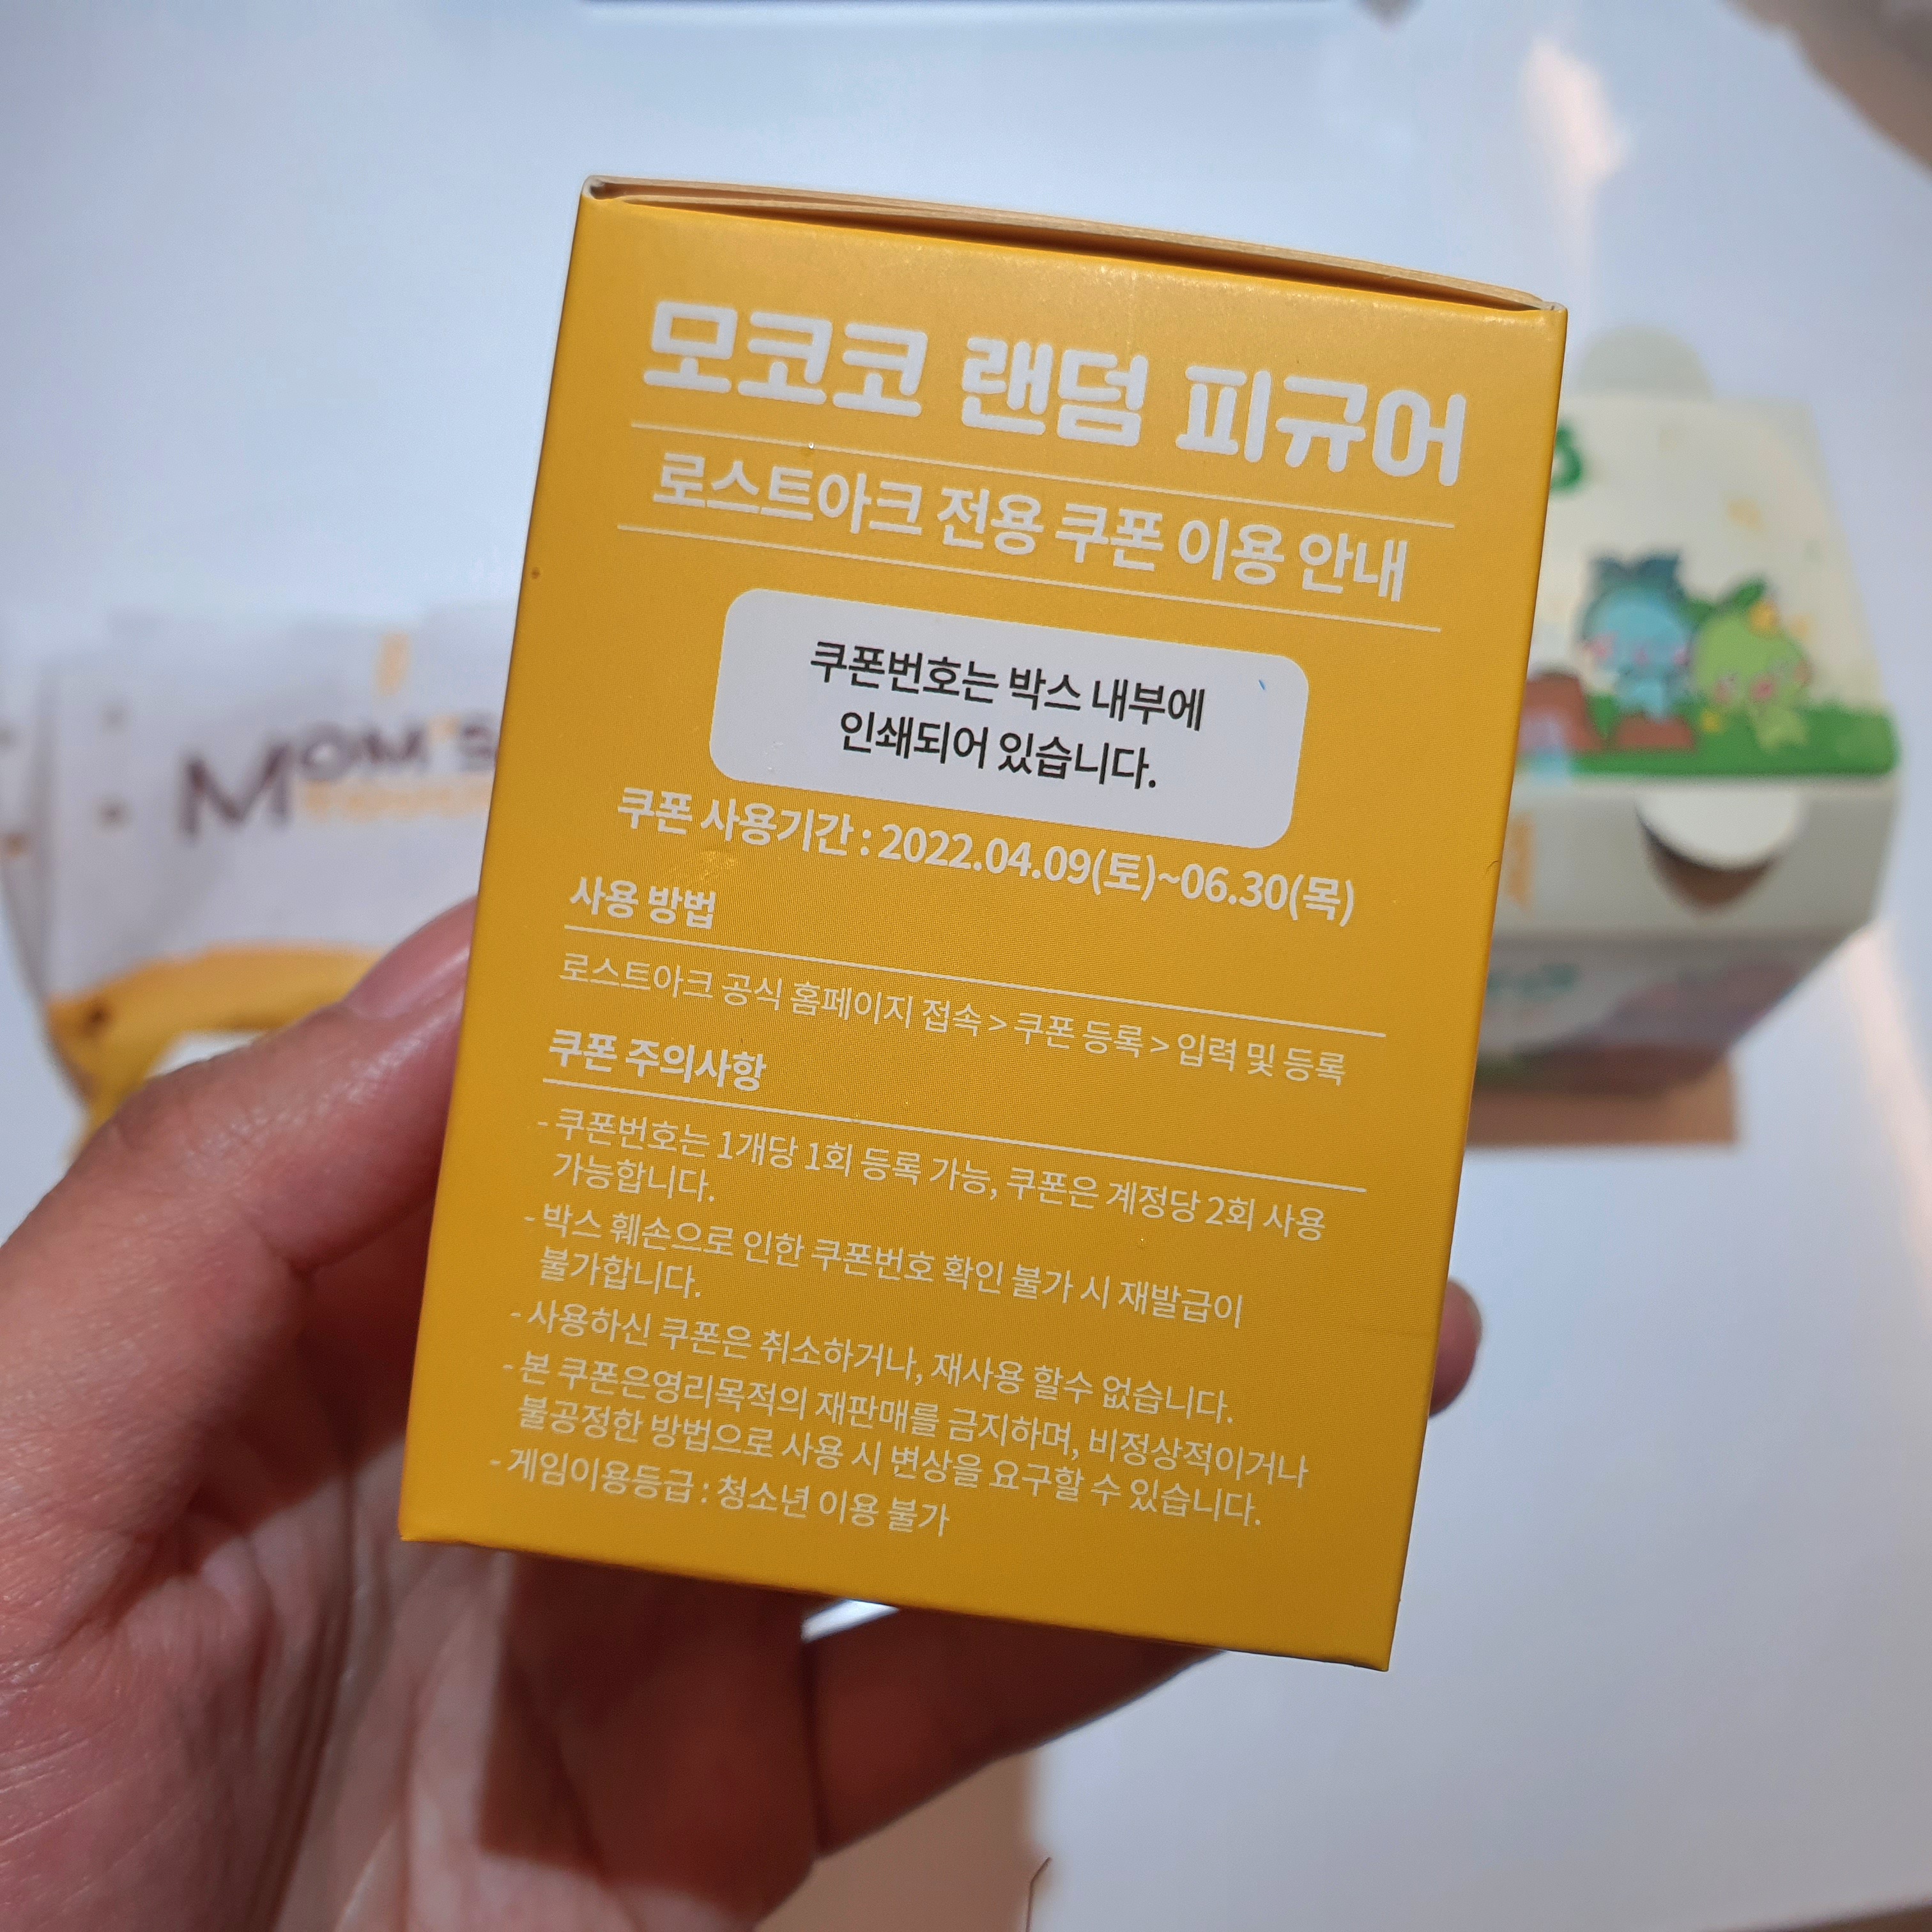 모코코 랜덤 피규어
로스트아크 전용 쿠폰 이용 안내
쿠폰번호는 박스 내부에
인쇄되어 있습니다.
쿠폰 사용기간 : 2022.04.09(토)~06.30(목)
사용 방법
로스트아크 공식 홈페이지 접속 > 쿠폰 등록 > 입력 및 등록
쿠폰 주의사항
- 쿠폰번호는 1개당 1회 등록 가능, 쿠폰은 계정당 2회 사용
가능합니다.
- 박스 훼손으로 인한 쿠폰번호 확인 불가 시 재발급이
불가합니다.
- 사용하신 쿠폰은 취소하거나, 재사용 할수 없습니다.
- 본 쿠폰은영리목적의 재판매를 금지하며, 비정상적이거나
불공정한 방법으로 사용 시 변상을 요구할 수 있습니다.
- 게임이용등급 : 청소년 이용 불가
MOM'S